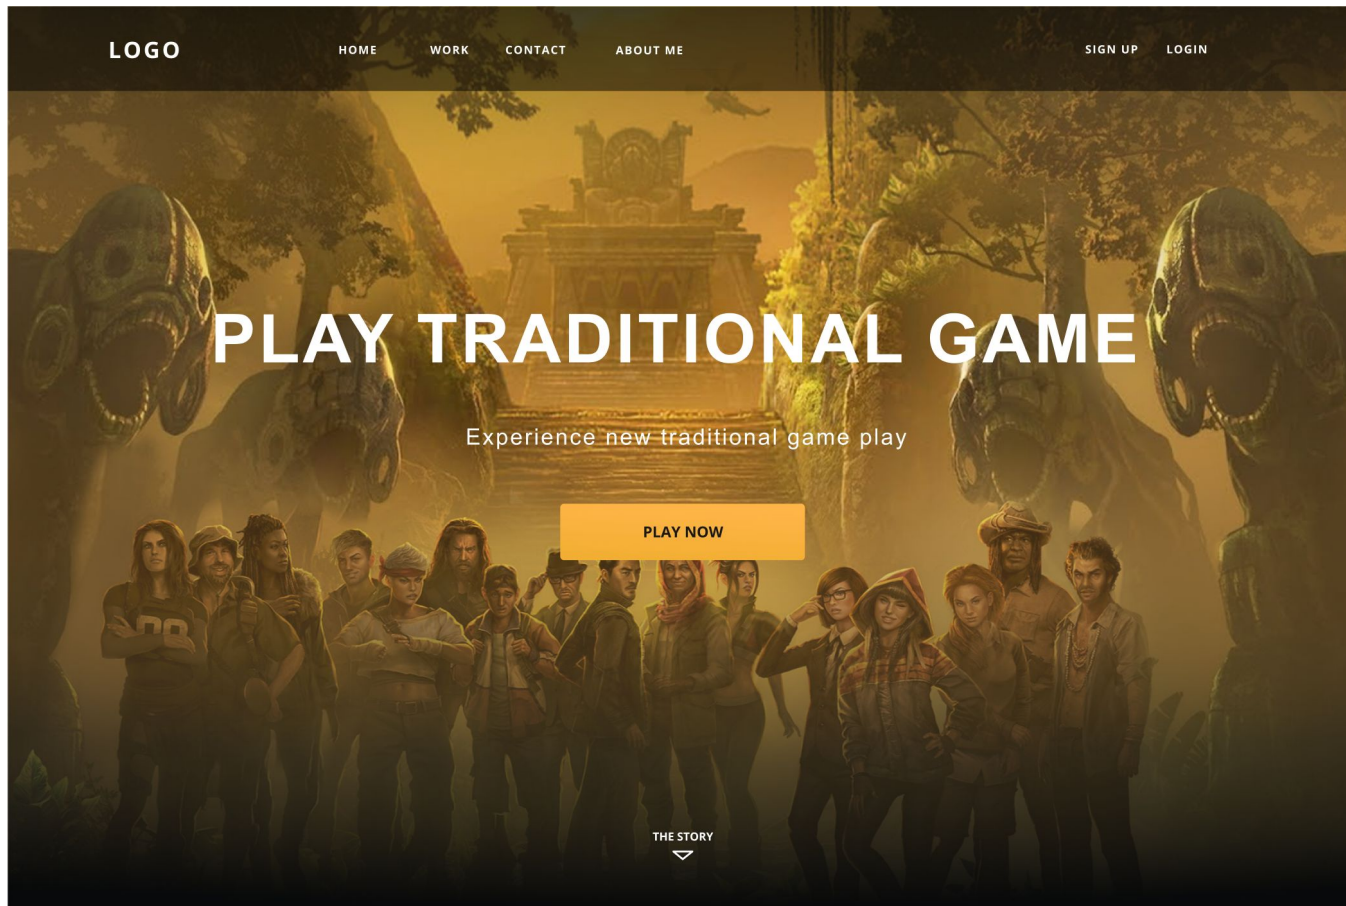 LOGO
HOME WORK CONTACT ABOUT ME
SIGN UP LOGIN
PLAY TRADITIONAL GAME
Experience new traditional game play
PLAY NOW
THE STORY